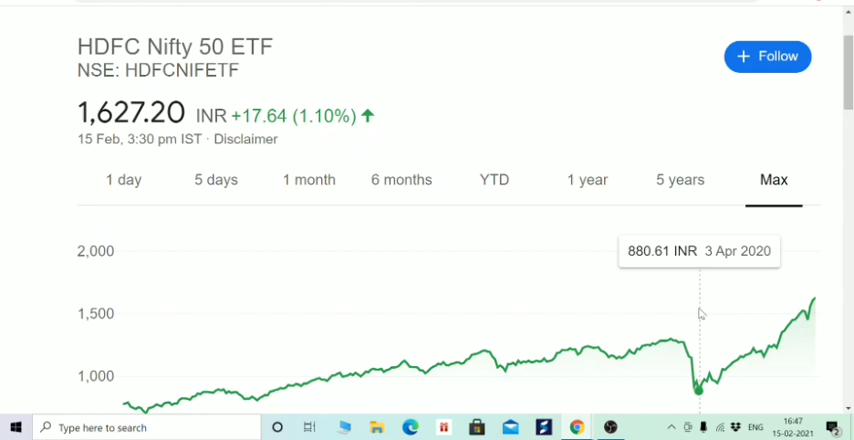 HDFC Nifty 50 ETF
NSE: HDFCNIFETF
+ Follow
1,627.20 INR +17.64 (1.10%)
15 Feb, 3:30 pm IST · Disclaimer
1 day 5 days 1 month 6 months YTD 1 year 5 years Max
2,000
880.61 INR 3 Apr 2020
1,500
1,000
Type here to search
ENG
16:47
15-02-2021
2